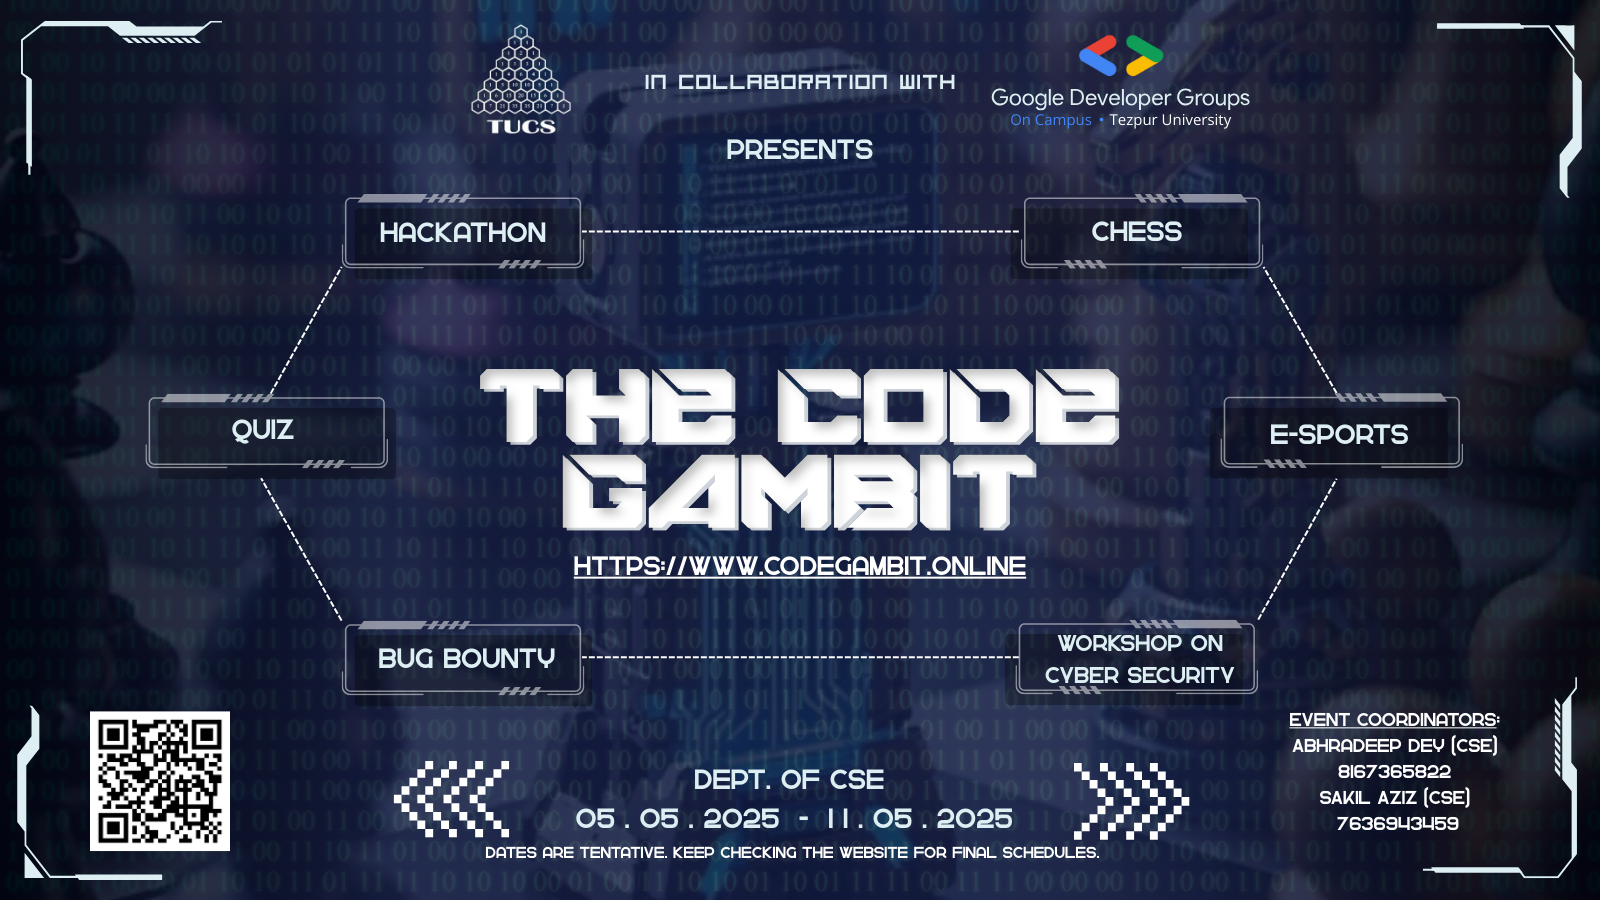 TUCS
IN COLLABORATION WITH
Google Developer Groups
On Campus • Tezpur University
PRESENTS
HACKATHON
CHESS
QUIZ
E-SPORTS
THE CODE
GAMBIT
HTTPS://WWW.CODEGAMBIT.ONLINE
BUG BOUNTY
WORKSHOP ON
CYBER SECURITY
EVENT COORDINATORS:
ABHRADEEP DEY (CSE)
8167365822
SAKIL AZIZ (CSE)
7636943459
DEPT. OF CSE
05 . 05 . 2025 - 11 . 05 . 2025
DATES ARE TENTATIVE. KEEP CHECKING THE WEBSITE FOR FINAL SCHEDULES.